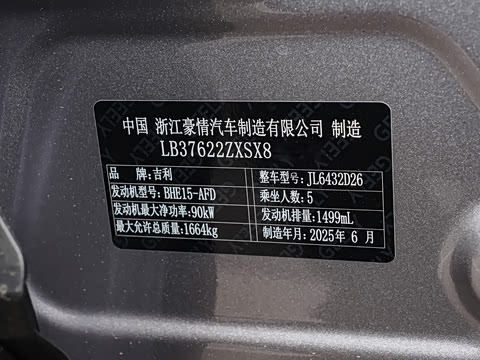 中国 浙江豪情汽车制造有限公司 制造
LB37622ZXSX8
品牌:吉利 整车型号:JL6432D26
发动机型号:BHE15-AFD 乘坐人数:5
发动机最大净功率:90kW 发动机排量:1499mL
最大允许总质量:1664kg 制造年月:2025年 6 月